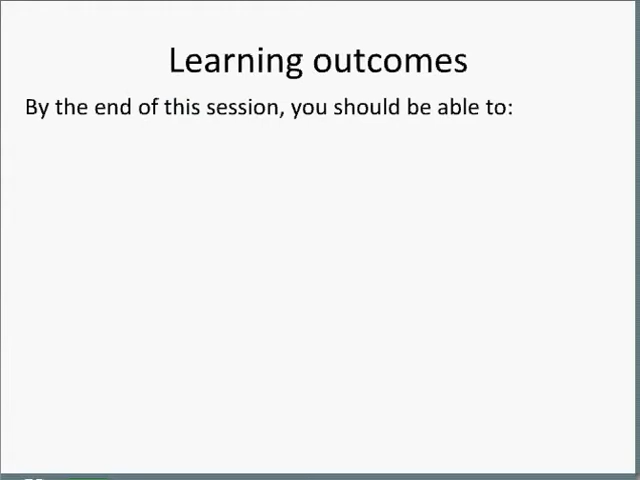 Learning outcomes
By the end of this session, you should be able to: